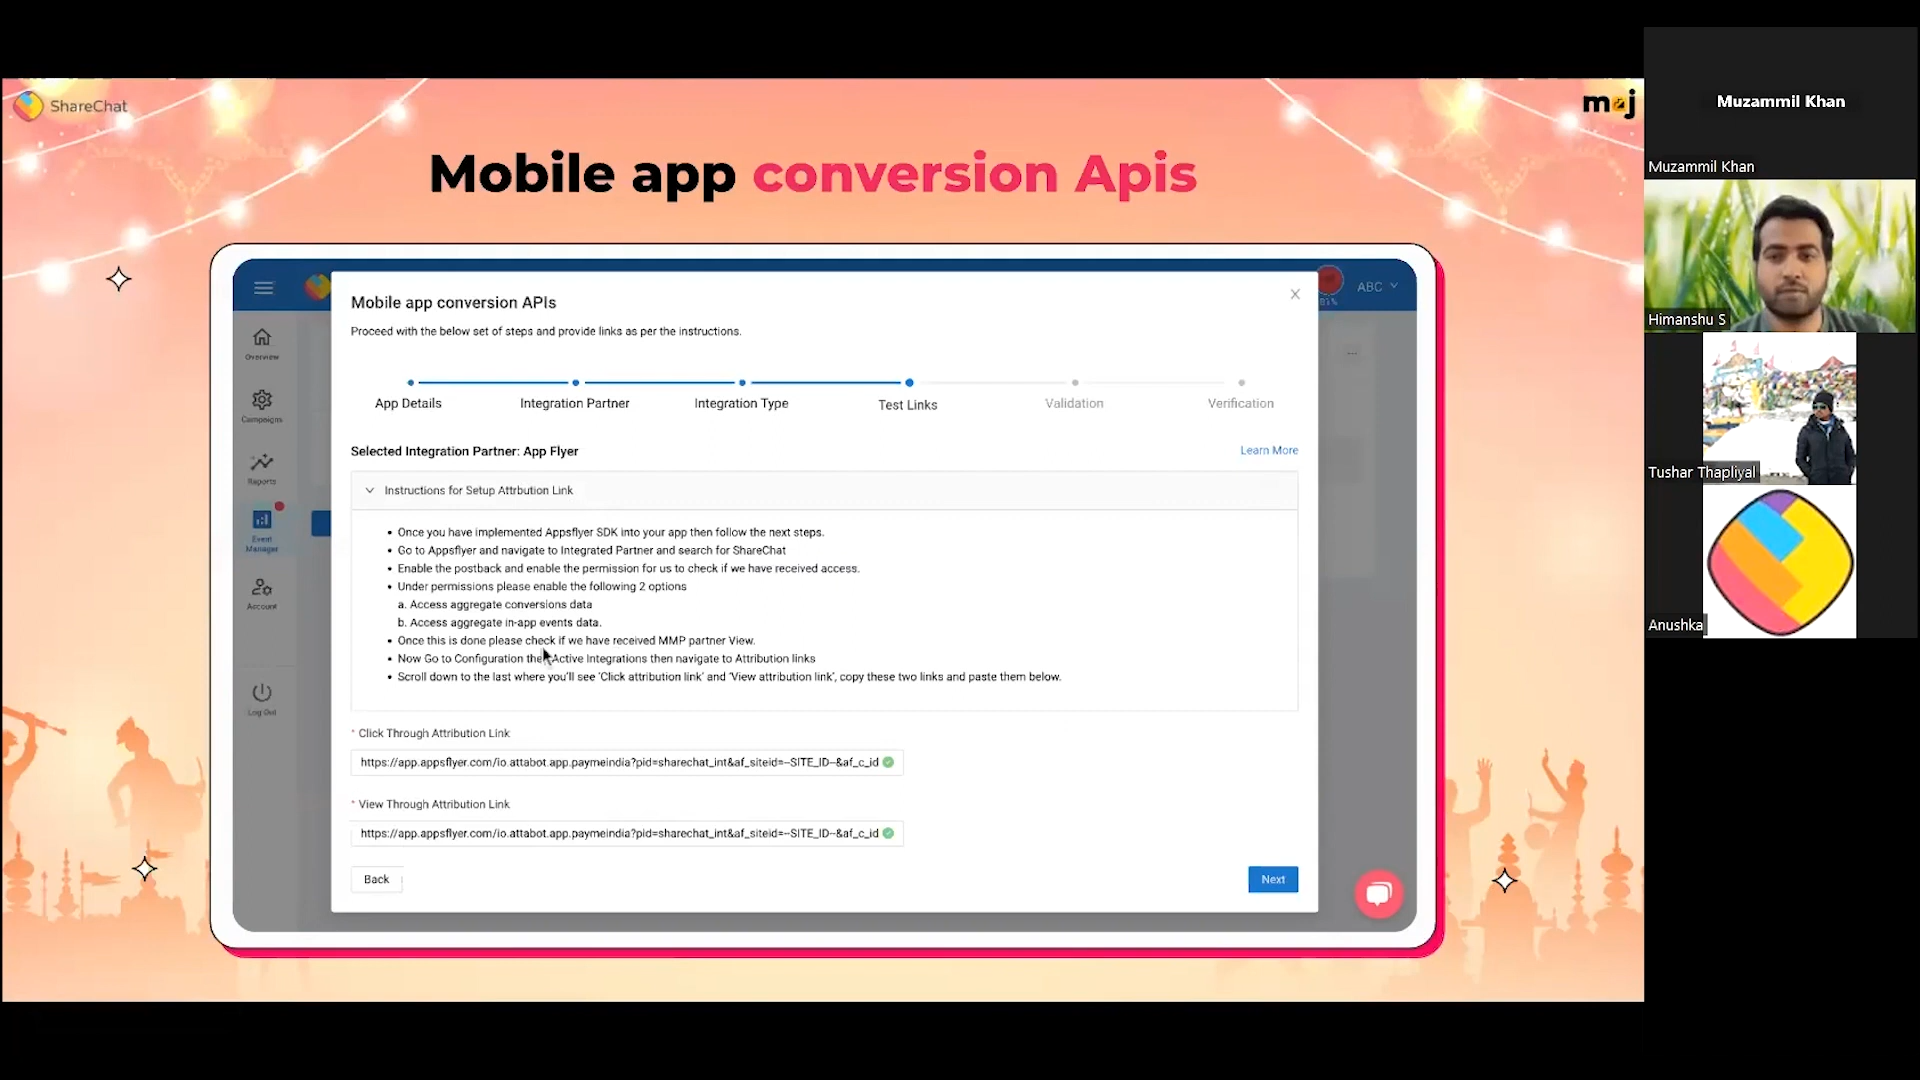 ShareChat
moj
Mobile app conversion Apis
ABC
81%
Mobile app conversion APIs
Proceed with the below set of steps and provide links as per the instructions.
App Details
Integration Partner
Integration Type
Test Links
Validation
Verification
Selected Integration Partner: App Flyer
Learn More
Instructions for Setup Attrbution Link
• Once you have implemented Appsflyer SDK into your app then follow the next steps.
• Go to Appsflyer and navigate to Integrated Partner and search for ShareChat
• Enable the postback and enable the permission for us to check if we have received access.
• Under permissions please enable the following 2 options
a. Access aggregate conversions data
b. Access aggregate in-app events data.
• Once this is done please check if we have received MMP partner View.
• Now Go to Configuration the Active Integrations then navigate to Attribution links
• Scroll down to the last where you'll see 'Click attribution link' and 'View attribution link', copy these two links and paste them below.
* Click Through Attribution Link
https://app.appsflyer.com/io.attabot.app.paymeindia?pid=sharechat_int&af_siteid=--SITE_ID--&af_c_id
* View Through Attribution Link
https://app.appsflyer.com/io.attabot.app.paymeindia?pid=sharechat_int&af_siteid=--SITE_ID--&af_c_id
Back
Next
Overview
Campaigns
Reports
Event
Manager
Account
Log Out
Muzammil Khan
Muzammil Khan
Himanshu S
Tushar Thapliyal
Anushka